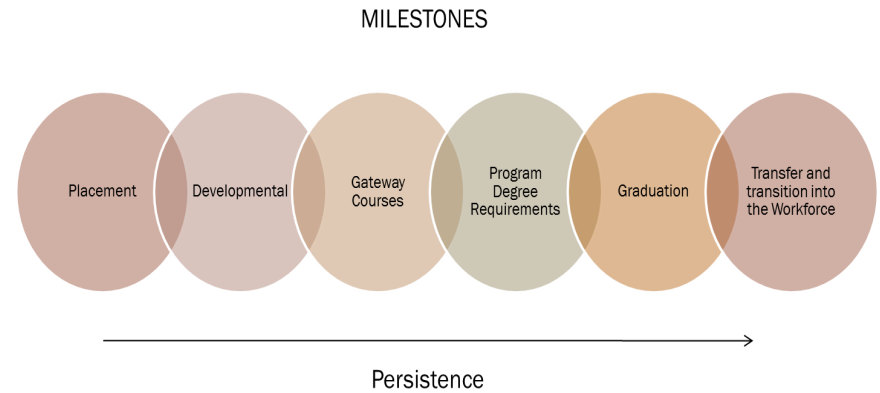 MILESTONES
Placement
Developmental
Gateway
Courses
Program
Degree
Requirements
Graduation
Transfer and
transition into
the Workforce
Persistence